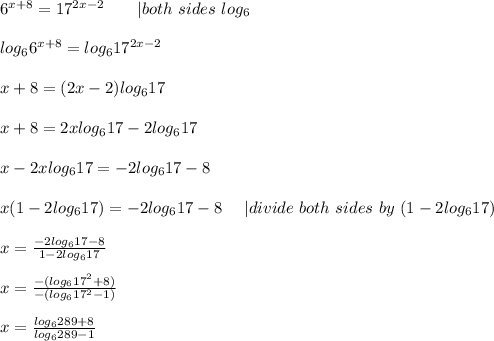 6^{x+8} = 17^{2x-2}  |both sides log_6
log_6 6^{x+8} = log_6 17^{2x-2}
x + 8 = (2x - 2)log_6 17
x + 8 = 2xlog_6 17 - 2log_6 17
x - 2xlog_6 17 = -2log_6 17 - 8
x(1 - 2log_6 17) = -2log_6 17 - 8  |divide both sides by (1 - 2log_6 17)
x = \frac{-2log_6 17-8}{1-2log_6 17}
x = \frac{-(log_6 17^2+8)}{-(log_6 17^2-1)}
x = \frac{log_6 289+8}{log_6 289-1}